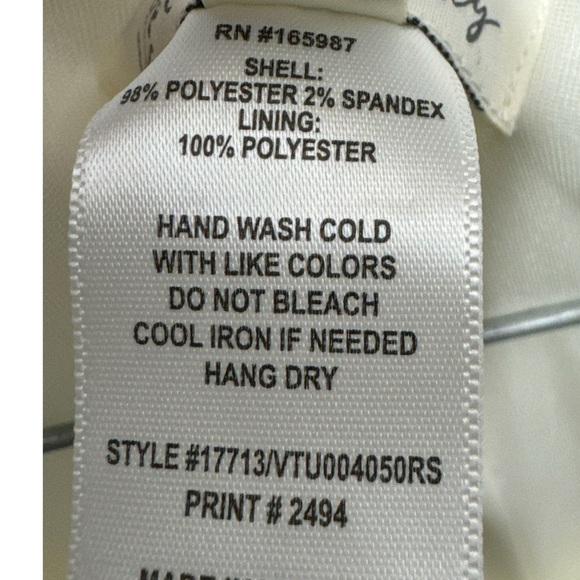 RN #165987
SHELL:
98% POLYESTER 2% SPANDEX
LINING:
100% POLYESTER
HAND WASH COLD
WITH LIKE COLORS
DO NOT BLEACH
COOL IRON IF NEEDED
HANG DRY
STYLE #17713/VTU004050RS
PRINT # 2494